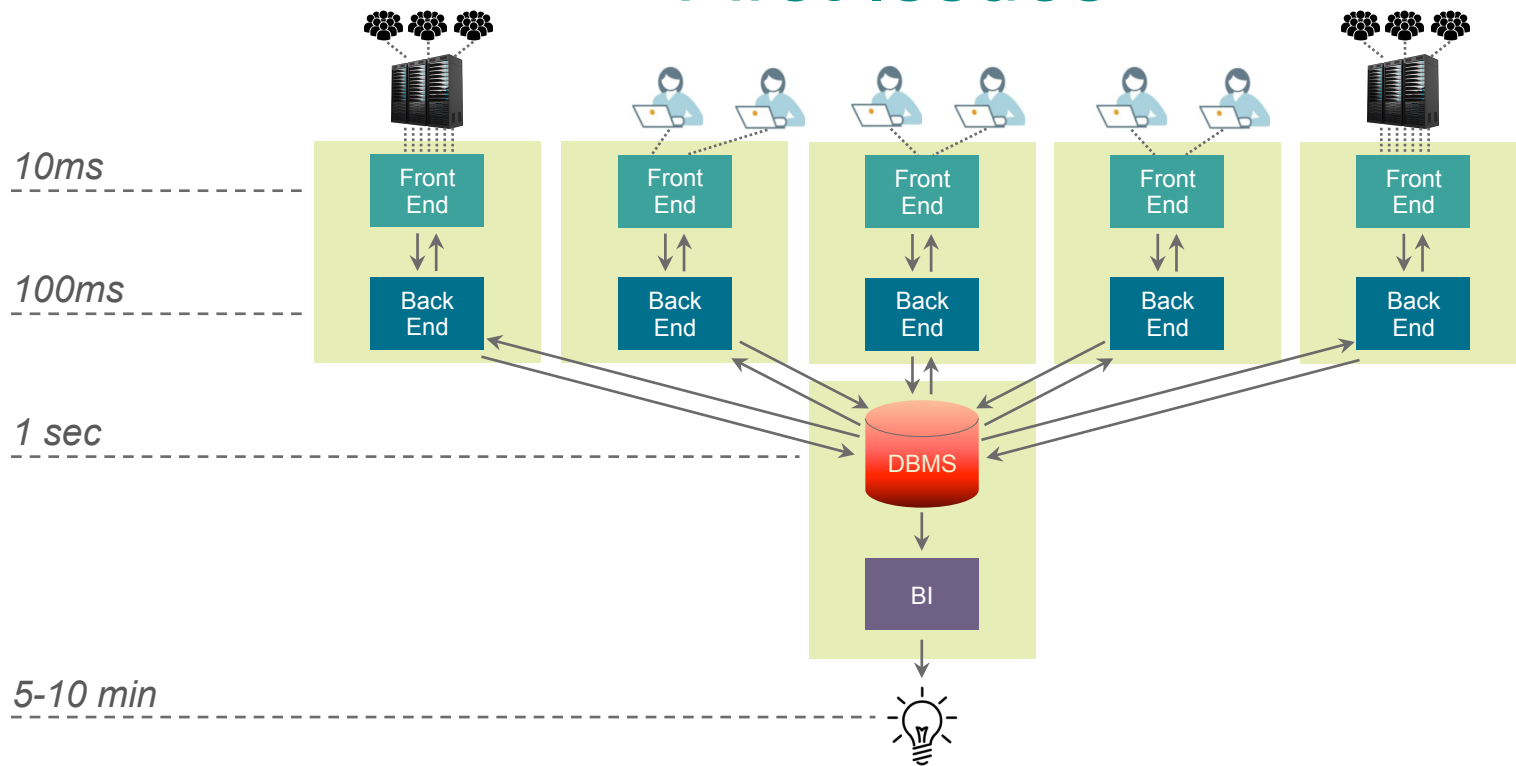 10ms
Front
End
Front
End
Front
End
Front
End
Front
End
100ms
Back
End
Back
End
Back
End
Back
End
Back
End
1 sec
DBMS
BI
5-10 min